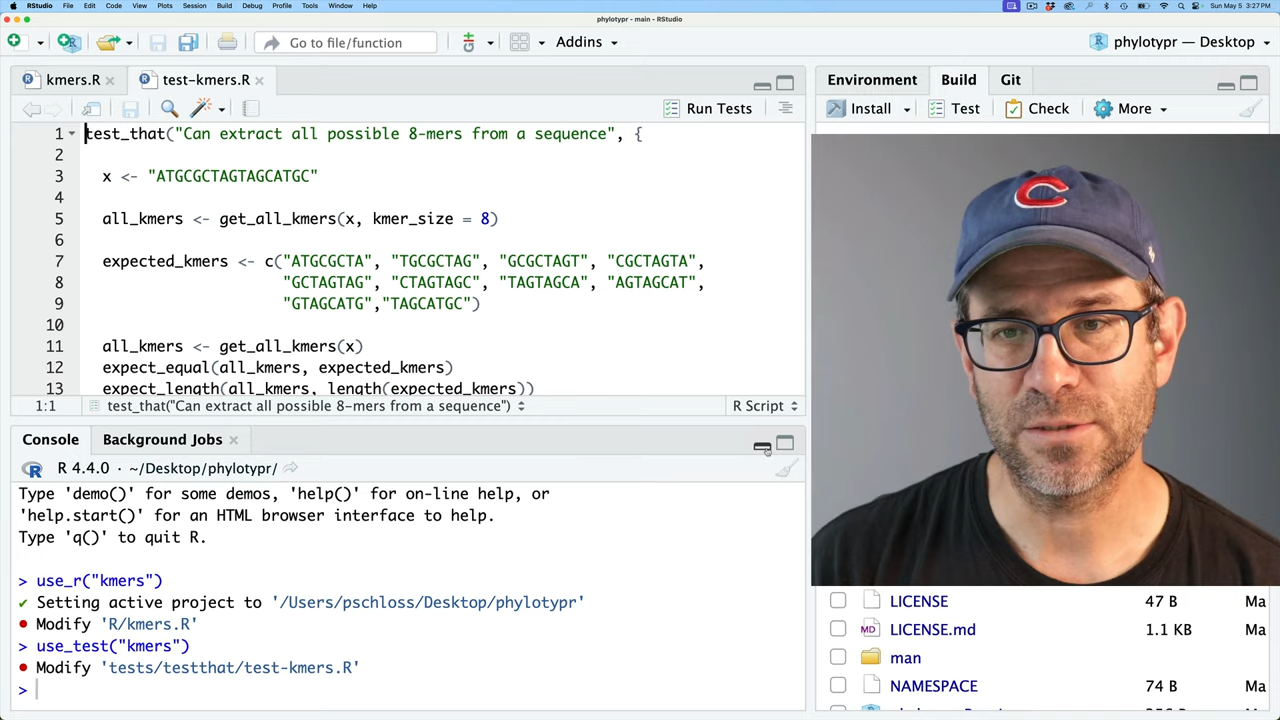 RStudio File Edit Code View Plots Session Build Debug Profile Tools Window Help Sun May 5 3:27 PM
phylotypr - main - RStudio
Go to file/function Addins phylotypr — Desktop
kmers.R test-kmers.R Environment Build Git
Run Tests Install Test Check More
1 test_that("Can extract all possible 8-mers from a sequence", {
2
3 x <- "ATGCGCTAGTAGCATGC"
4
5 all_kmers <- get_all_kmers(x, kmer_size = 8)
6
7 expected_kmers <- c("ATGCGCTA", "TGCGCTAG", "GCGCTAGT", "CGCTAGTA",
8 "GCTAGTAG", "CTAGTAGC", "TAGTAGCA", "AGTAGCAT",
9 "GTAGCATG","TAGCATGC")
10
11 all_kmers <- get_all_kmers(x)
12 expect_equal(all_kmers, expected_kmers)
13 expect_length(all_kmers, length(expected_kmers))
1:1 test_that("Can extract all possible 8-mers from a sequence") R Script
Console Background Jobs
R 4.4.0 · ~/Desktop/phylotypr/
Type 'demo()' for some demos, 'help()' for on-line help, or
'help.start()' for an HTML browser interface to help.
Type 'q()' to quit R.
> use_r("kmers")
✔ Setting active project to '/Users/pschloss/Desktop/phylotypr'
● Modify 'R/kmers.R'
> use_test("kmers")
● Modify 'tests/testthat/test-kmers.R'
>
LICENSE 47 B Ma
MD LICENSE.md 1.1 KB Ma
man
NAMESPACE 74 B Ma